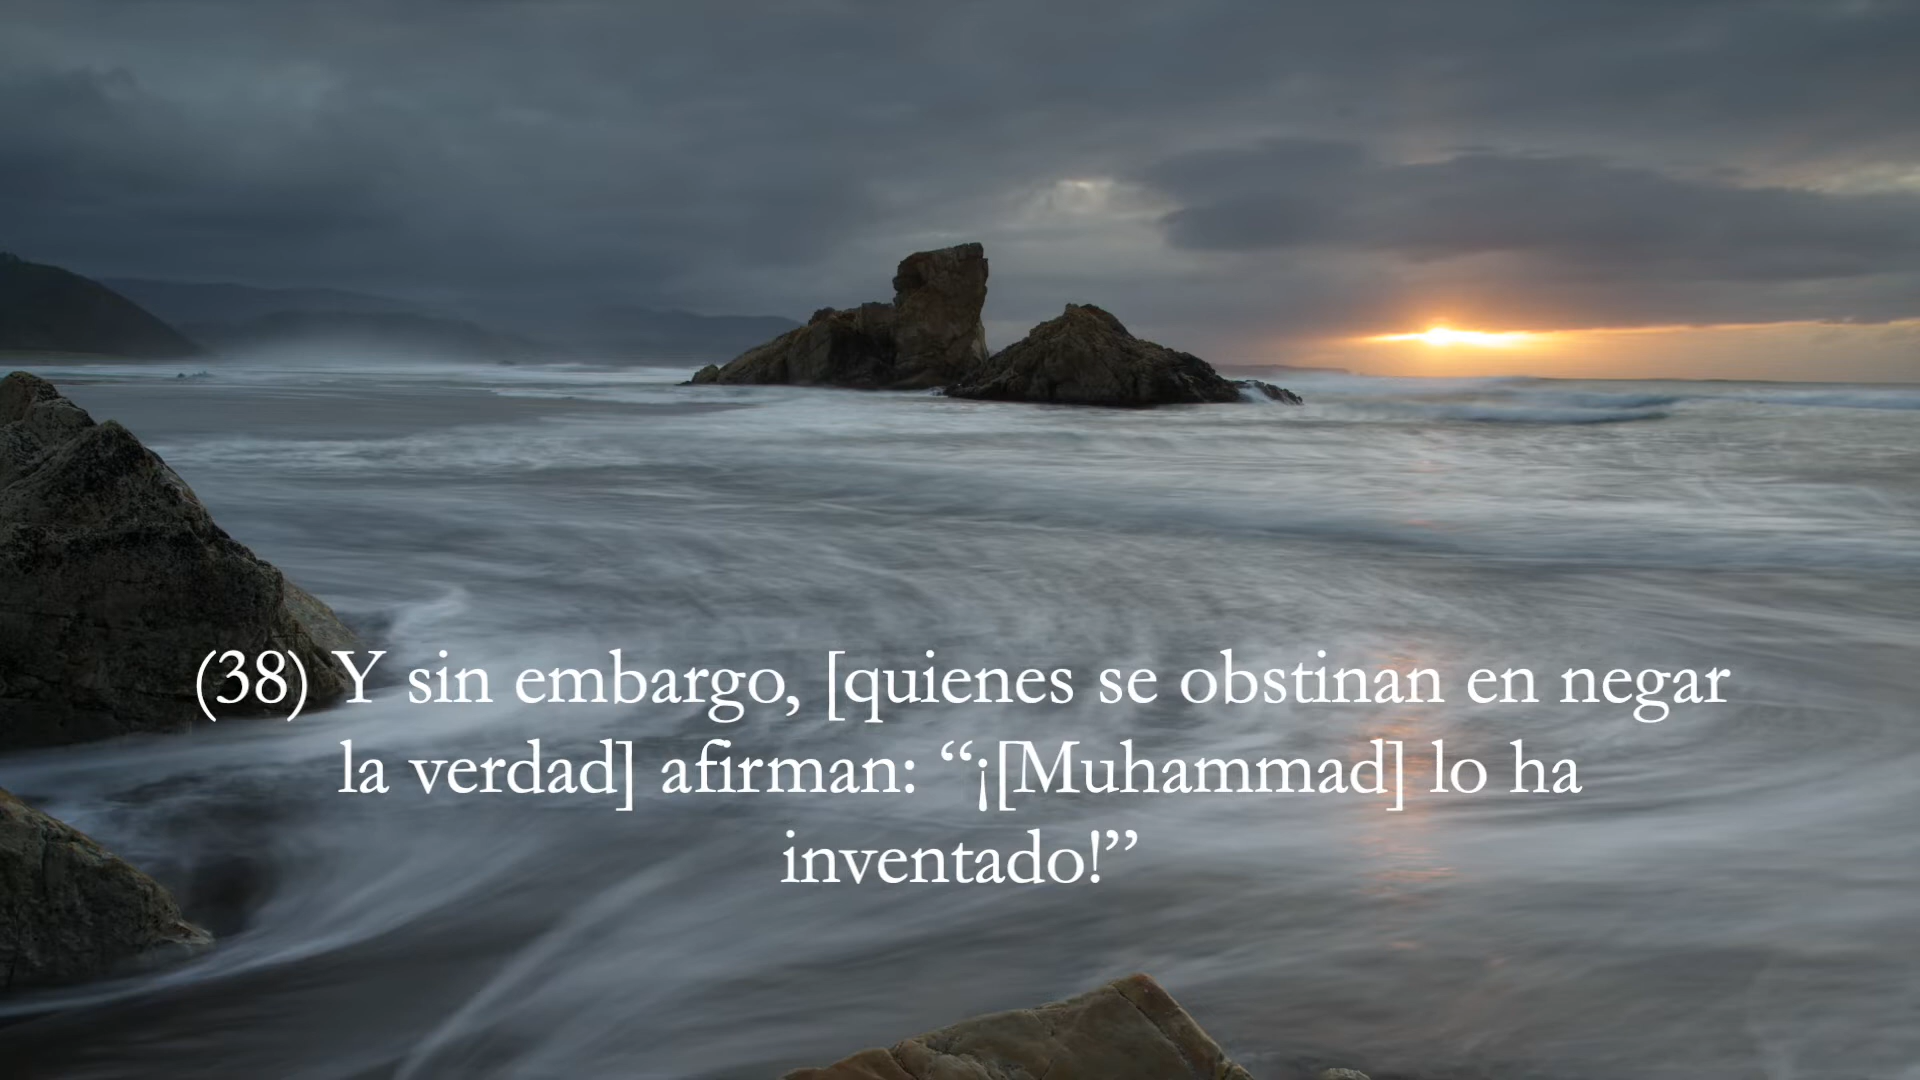 (38) Y sin embargo, [quienes se obstinan en negar
la verdad] afirman: “¡[Muhammad] lo ha
inventado!”